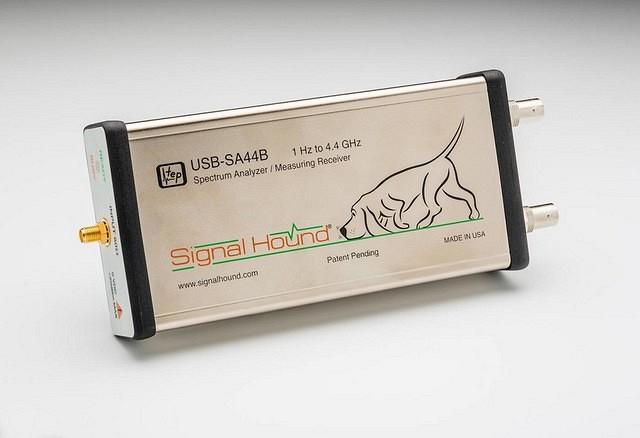 tep
USB-SA44B 1 Hz to 4.4 GHz
Spectrum Analyzer / Measuring Receiver
Signal Hound®
Patent Pending
MADE IN USA
www.signalhound.com